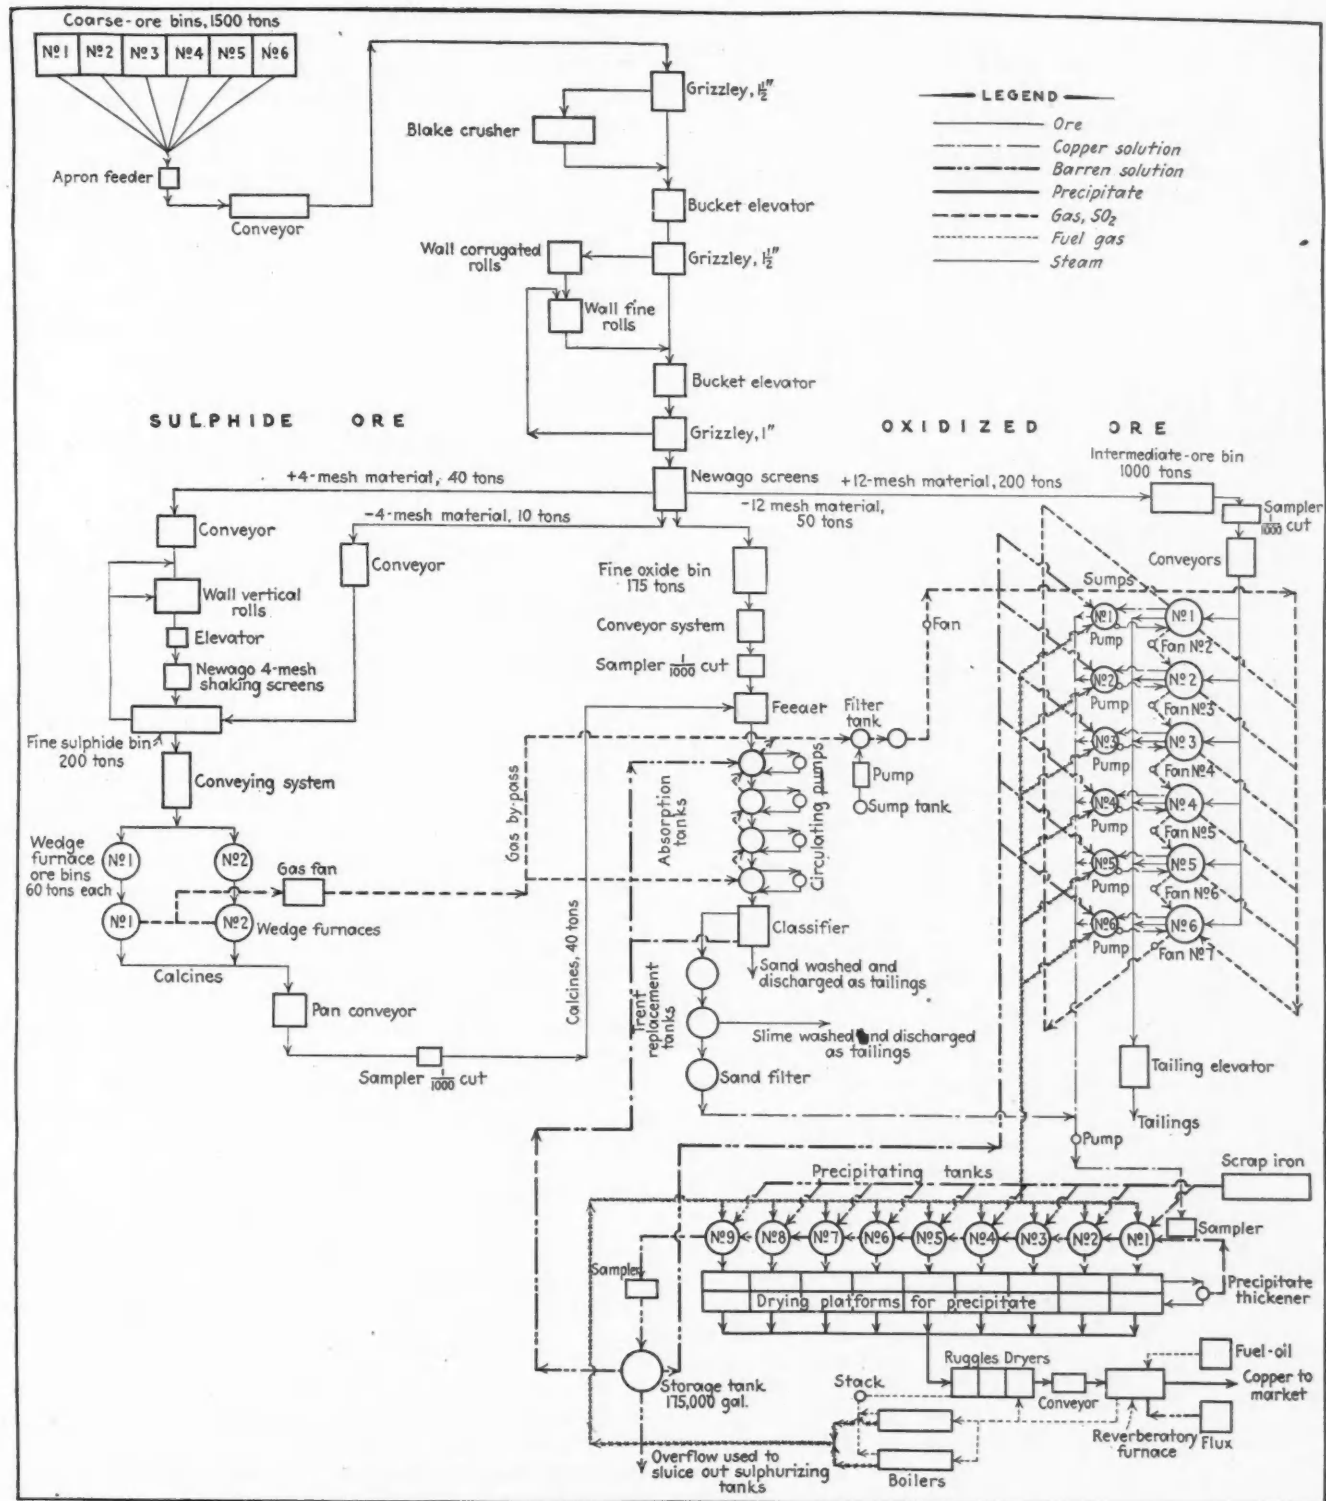 Coarse-ore bins, 1500 tons
Nº1 Nº2 Nº3 Nº4 Nº5 Nº6
Apron feeder
Conveyor
Grizzley, 1½"
Blake crusher
Bucket elevator
Wall corrugated
rolls
Grizzley, 1½"
Wall fine
rolls
Bucket elevator
Grizzley, 1"
LEGEND
Ore
Copper solution
Barren solution
Precipitate
Gas, SO₂
Fuel gas
Steam
SULPHIDE ORE
OXIDIZED ORE
Newago screens
+4-mesh material, 40 tons
-4-mesh material, 10 tons
+12-mesh material, 200 tons
-12 mesh material,
50 tons
Intermediate-ore bin
1000 tons
Sampler
1/1000 cut
Conveyors
Conveyor
Conveyor
Wall vertical
rolls
Elevator
Newago 4-mesh
shaking screens
Fine sulphide bin
200 tons
Conveying system
Wedge
furnace
ore bins
60 tons each
Nº1
Nº2
Gas fan
Nº1
Nº2
Wedge furnaces
Calcines
Pan conveyor
Sampler 1/1000 cut
Calcines, 40 tons
Gas by-pass
Fine oxide bin
175 tons
Conveyor system
Sampler 1/1000 cut
Feeder
Filter
tank
Pump
Sump tank
Fan
Absorption
tanks
Circulating pumps
Classifier
Sand washed and
discharged as tailings
Trent
replacement
tanks
Slime washed and discharged
as tailings
Sand filter
Sumps
Nº1
Nº1
Pump
Fan Nº2
Nº2
Nº2
Pump
Fan Nº3
Nº3
Nº3
Pump
Fan Nº4
Nº4
Nº4
Pump
Fan Nº5
Nº5
Nº5
Pump
Fan Nº6
Nº6
Nº6
Pump
Fan Nº7
Tailing elevator
Tailings
Pump
Scrap iron
Precipitating tanks
Sampler
Nº9 Nº8 Nº7 Nº6 Nº5 Nº4 Nº3 Nº2 Nº1
Sampler
Drying platforms for precipitate
Precipitate
thickener
Storage tank
175,000 gal.
Overflow used to
sluice out sulphurizing
tanks
Stack
Ruggles Dryers
Conveyor
Fuel-oil
Copper to
market
Reverberatory
furnace
Flux
Boilers